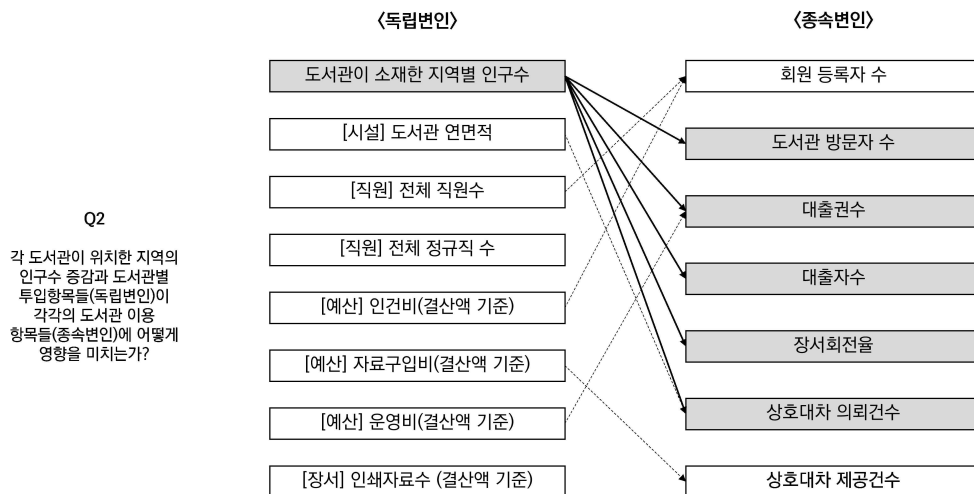 〈독립변인〉
〈종속변인〉
도서관이 소재한 지역별 인구수
[시설] 도서관 연면적
[직원] 전체 직원수
[직원] 전체 정규직 수
[예산] 인건비(결산액 기준)
[예산] 자료구입비(결산액 기준)
[예산] 운영비(결산액 기준)
[장서] 인쇄자료수 (결산액 기준)
회원 등록자 수
도서관 방문자 수
대출권수
대출자수
장서회전율
상호대차 의뢰건수
상호대차 제공건수
Q2
각 도서관이 위치한 지역의
인구수 증감과 도서관별
투입항목들(독립변인)이
각각의 도서관 이용
항목들(종속변인)에 어떻게
영향을 미치는가?